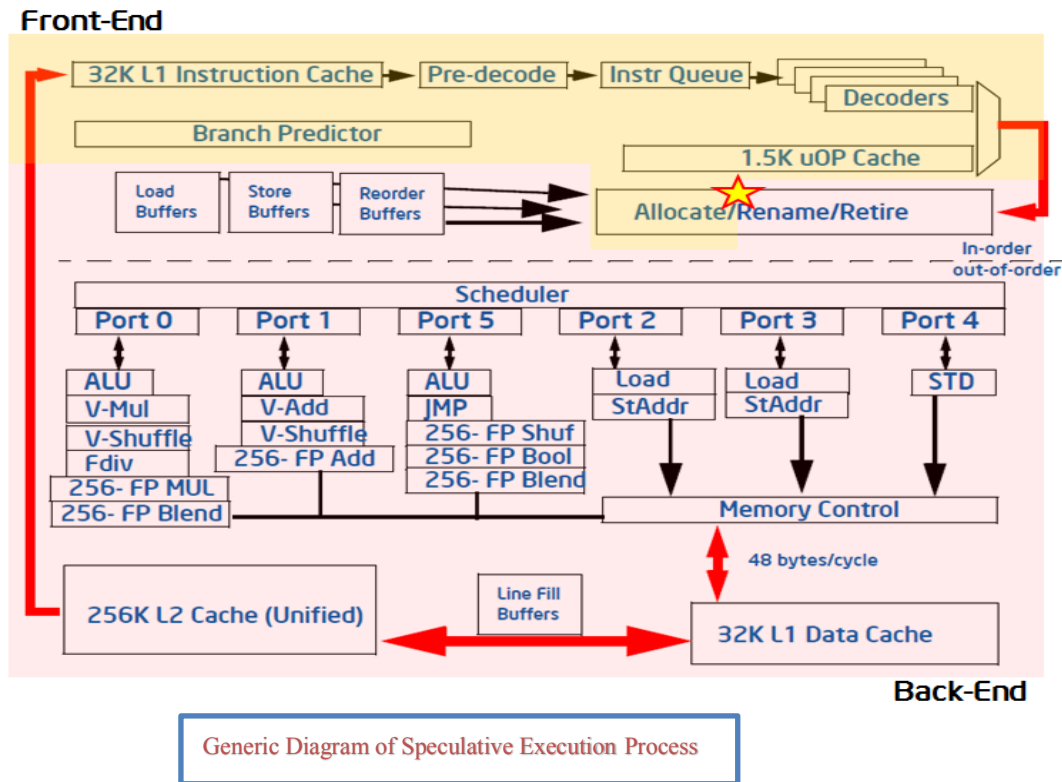 Front-End
32K L1 Instruction Cache
Pre-decode
Instr Queue
Decoders
Branch Predictor
1.5K uOP Cache
Load
Buffers
Store
Buffers
Reorder
Buffers
Allocate/Rename/Retire
In-order
out-of-order
Scheduler
Port 0
Port 1
Port 5
Port 2
Port 3
Port 4
ALU
V-Mul
V-Shuffle
Fdiv
256- FP MUL
256- FP Blend
ALU
V-Add
V-Shuffle
256- FP Add
ALU
JMP
256- FP Shuf
256- FP Bool
256- FP Blend
Load
StAddr
Load
StAddr
STD
Memory Control
48 bytes/cycle
256K L2 Cache (Unified)
Line Fill
Buffers
32K L1 Data Cache
Back-End
Generic Diagram of Speculative Execution Process